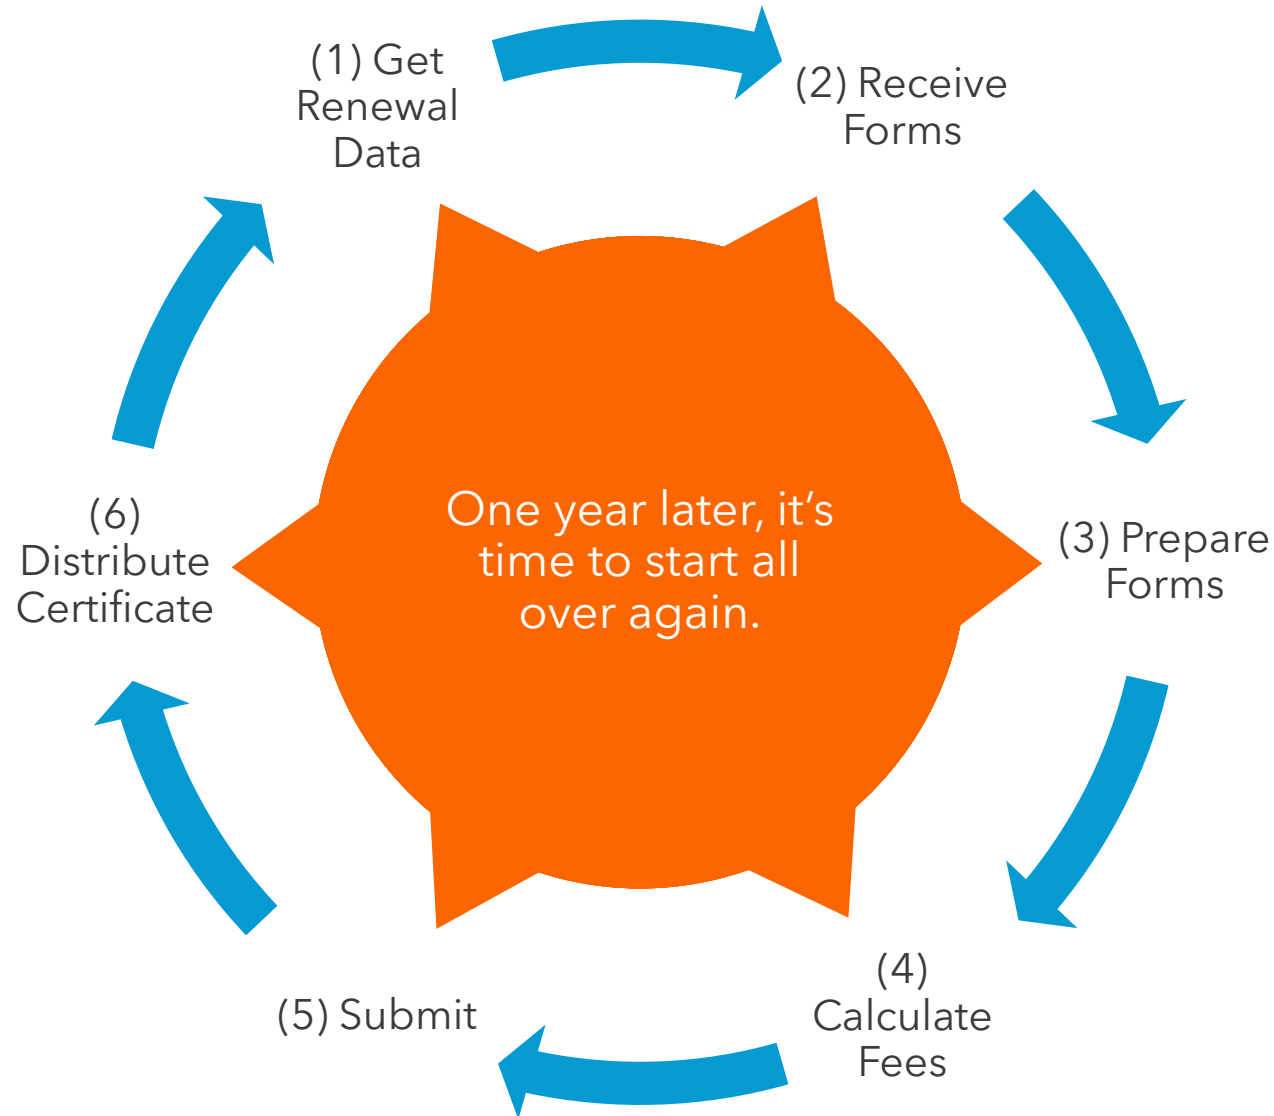 (1) Get
Renewal
Data
(2) Receive
Forms
(3) Prepare
Forms
(4)
Calculate
Fees
(5) Submit
(6)
Distribute
Certificate
One year later, it's
time to start all
over again.